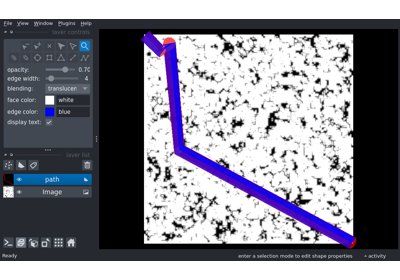 File View Window Plugins Help
layer controls
opacity: 0.70
edge width: 4
blending: translucen
face color: white
edge color: blue
display text:
layer list
path
Image
Ready
enter a selection mode to edit shape properties
activity